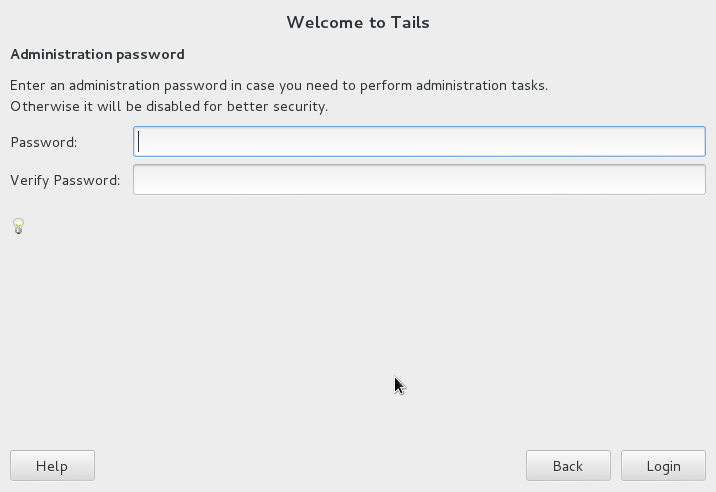 Welcome to Tails
Administration password
Enter an administration password in case you need to perform administration tasks.
Otherwise it will be disabled for better security.
Password:
Verify Password:
Help
Back
Login